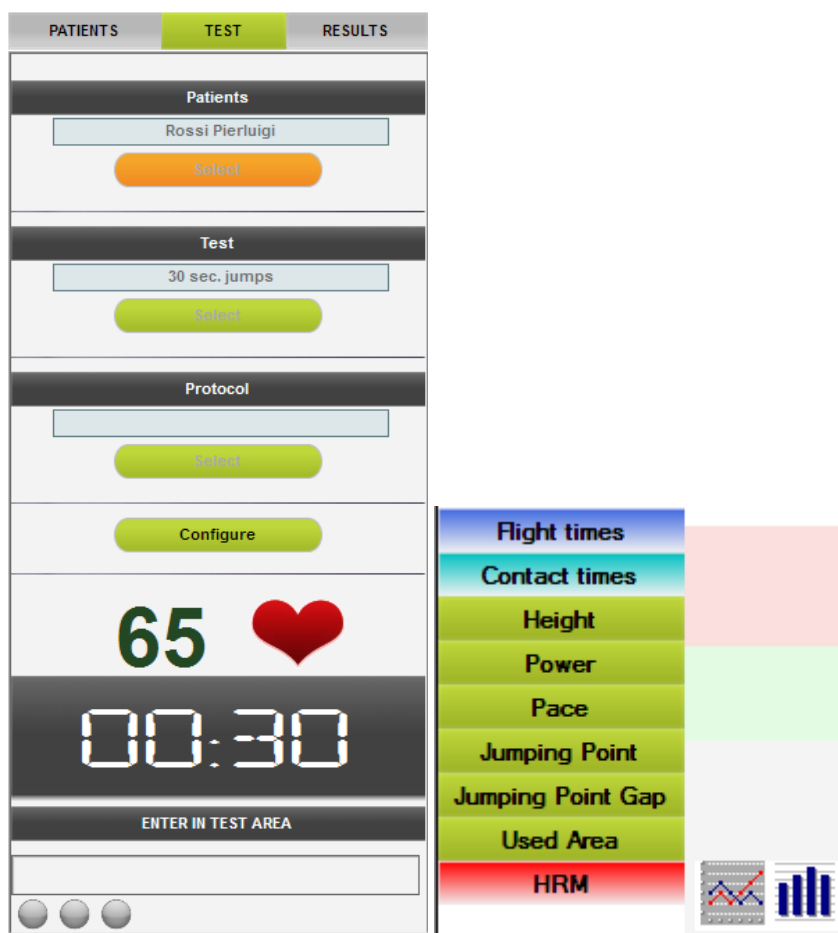 PATIENTS TEST RESULTS
Patients
Rossi Pierluigi
Select
Test
30 sec. jumps
Select
Protocol
Select
Configure
65
00:30
ENTER IN TEST AREA
Flight times
Contact times
Height
Power
Pace
Jumping Point
Jumping Point Gap
Used Area
HRM